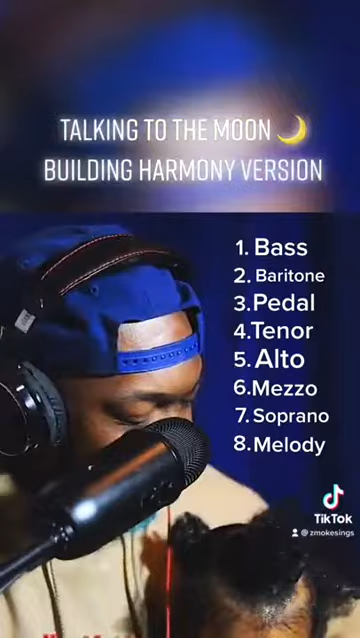 TALKING TO THE MOON 🌙
BUILDING HARMONY VERSION
1. Bass
2. Baritone
3. Pedal
4. Tenor
5. Alto
6. Mezzo
7. Soprano
8. Melody
TikTok
@zmokesings